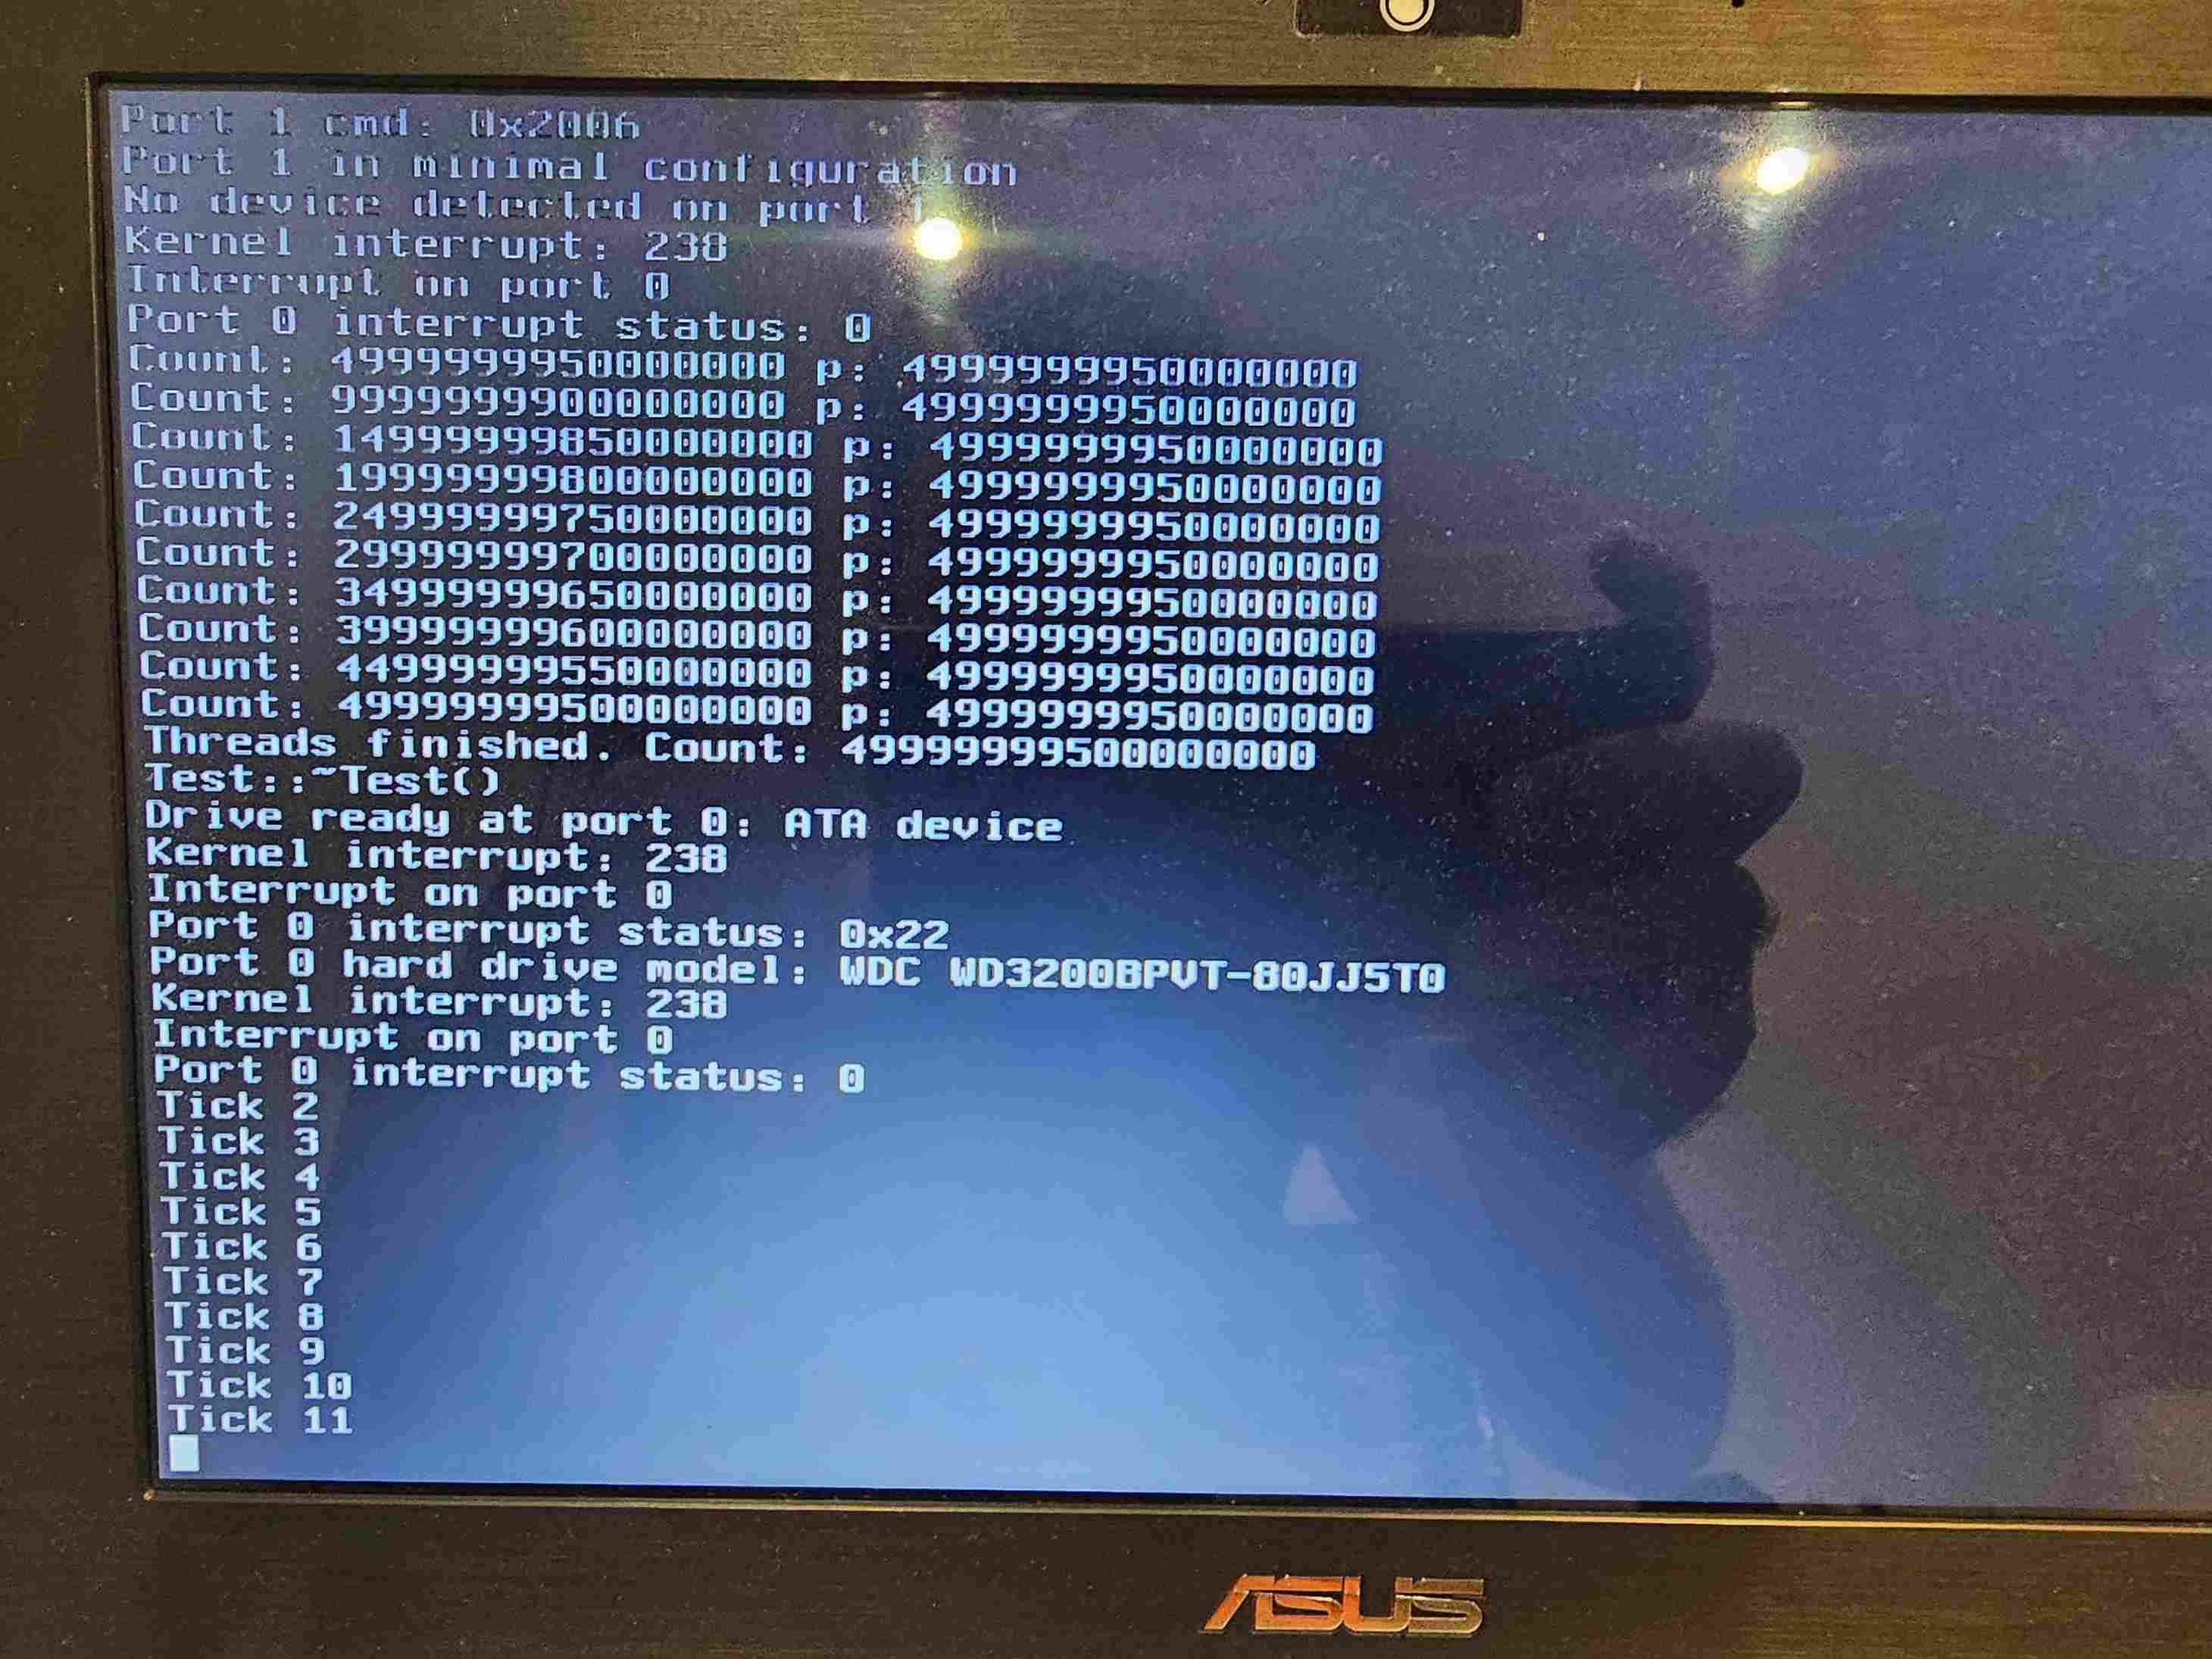 Port 1 cmd: 0x2006
Port 1 in minimal configuration
No device detected on port 1
Kernel interrupt: 238
Interrupt on port 0
Port 0 interrupt status: 0
Count: 4999999950000000 p: 4999999950000000
Count: 9999999900000000 p: 4999999950000000
Count: 14999999850000000 p: 4999999950000000
Count: 19999999800000000 p: 4999999950000000
Count: 24999999750000000 p: 4999999950000000
Count: 29999999700000000 p: 4999999950000000
Count: 34999999650000000 p: 4999999950000000
Count: 39999999600000000 p: 4999999950000000
Count: 44999999550000000 p: 4999999950000000
Count: 49999999500000000 p: 4999999950000000
Threads finished. Count: 49999999500000000
Test::~Test()
Drive ready at port 0: ATA device
Kernel interrupt: 238
Interrupt on port 0
Port 0 interrupt status: 0x22
Port 0 hard drive model: WDC WD3200BPVT-80JJ5T0
Kernel interrupt: 238
Interrupt on port 0
Port 0 interrupt status: 0
Tick 2
Tick 3
Tick 4
Tick 5
Tick 6
Tick 7
Tick 8
Tick 9
Tick 10
Tick 11
ASUS